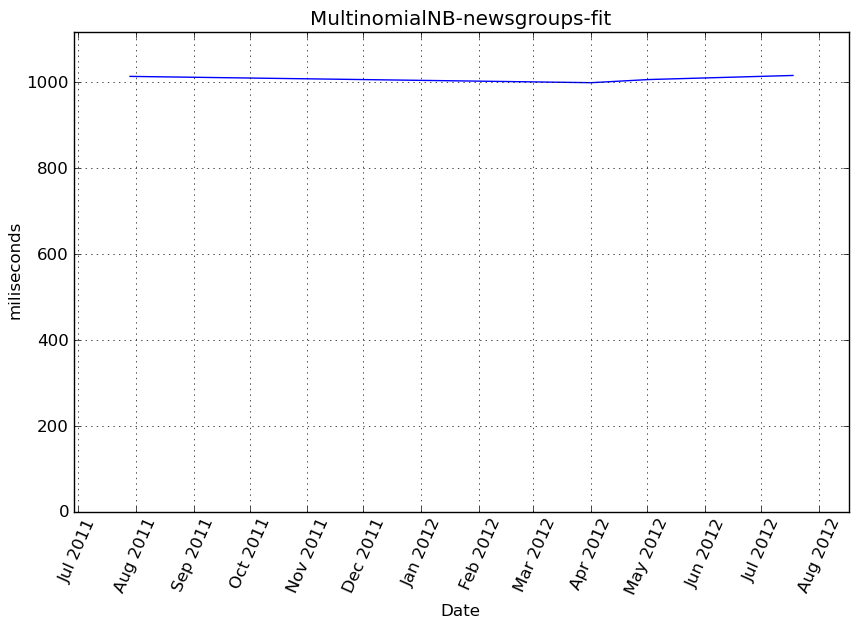 MultinomialNB-newsgroups-fit
miliseconds
1000
800
600
400
200
0
Jul 2011
Aug 2011
Sep 2011
Oct 2011
Nov 2011
Dec 2011
Jan 2012
Feb 2012
Mar 2012
Apr 2012
May 2012
Jun 2012
Jul 2012
Aug 2012
Date